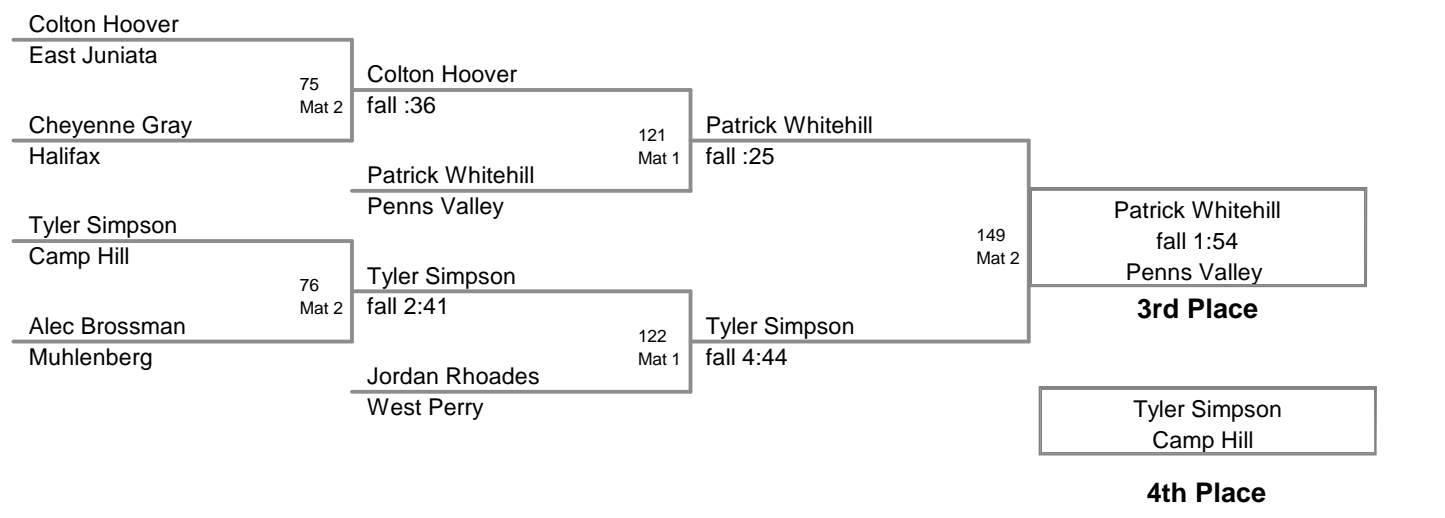 Colton Hoover
East Juniata
75
Mat 2
Colton Hoover
fall :36
Cheyenne Gray
Halifax
121
Mat 1
Patrick Whitehill
fall :25
Patrick Whitehill
Penns Valley
Tyler Simpson
Camp Hill
76
Mat 2
Tyler Simpson
fall 2:41
Alec Brossman
Muhlenberg
122
Mat 1
Tyler Simpson
fall 4:44
Jordan Rhoades
West Perry
149
Mat 2
Patrick Whitehill
fall 1:54
Penns Valley
3rd Place
Tyler Simpson
Camp Hill
4th Place